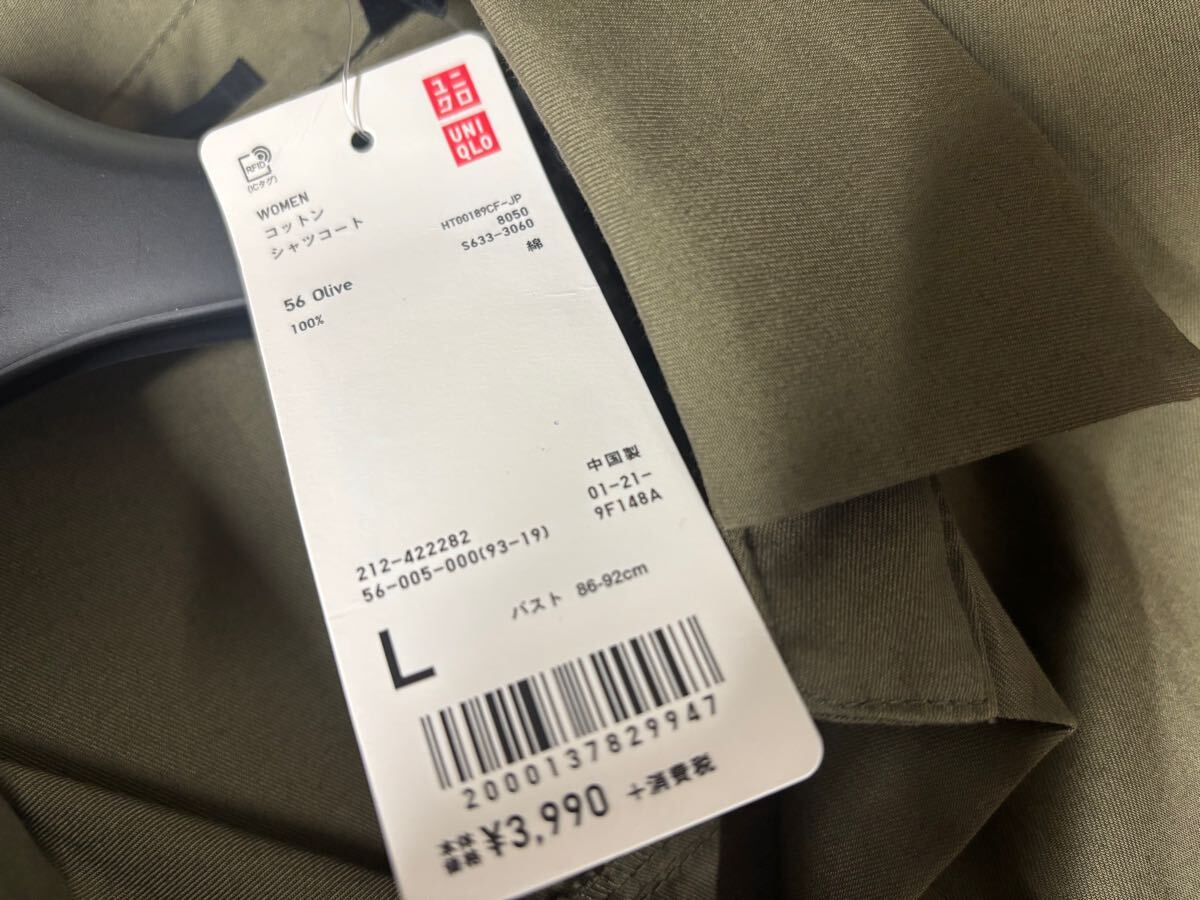 ユニ
クロ
UNI
QLO
RFID
(ICタグ)
WOMEN
コットン
シャツコート
HT00189CF-JP
8050
S633-3060
綿
56 Olive
100%
中国製
01-21-
9F148A
212-422282
56-005-000(93-19)
バスト 86-92cm
L
2000137829947
本体
価格 ¥3,990 +消費税